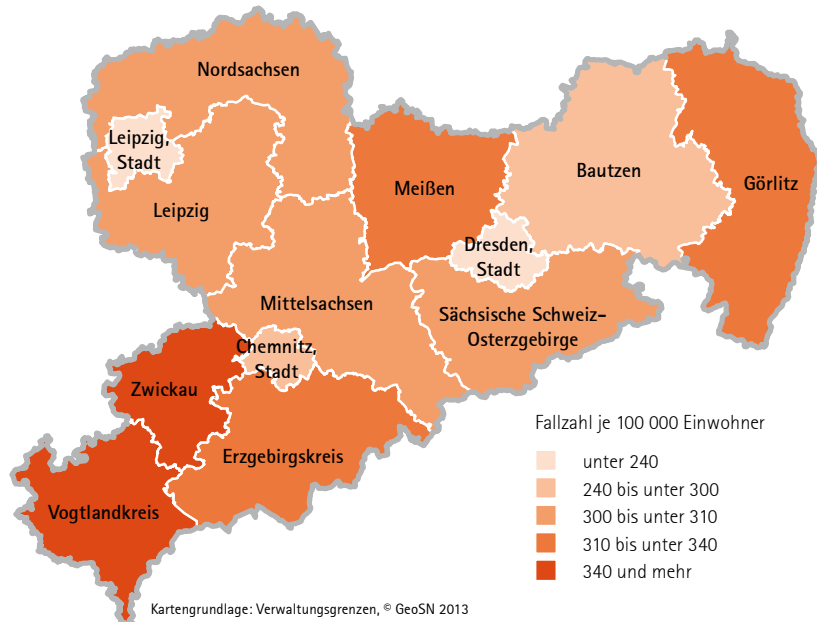 Nordsachsen
Leipzig,
Stadt
Leipzig
Meißen
Bautzen
Görlitz
Dresden,
Stadt
Mittelsachsen
Sächsische Schweiz-
Osterzgebirge
Chemnitz,
Stadt
Zwickau
Erzgebirgskreis
Vogtlandkreis
Fallzahl je 100 000 Einwohner
unter 240
240 bis unter 300
300 bis unter 310
310 bis unter 340
340 und mehr
Kartengrundlage: Verwaltungsgrenzen, © GeoSN 2013